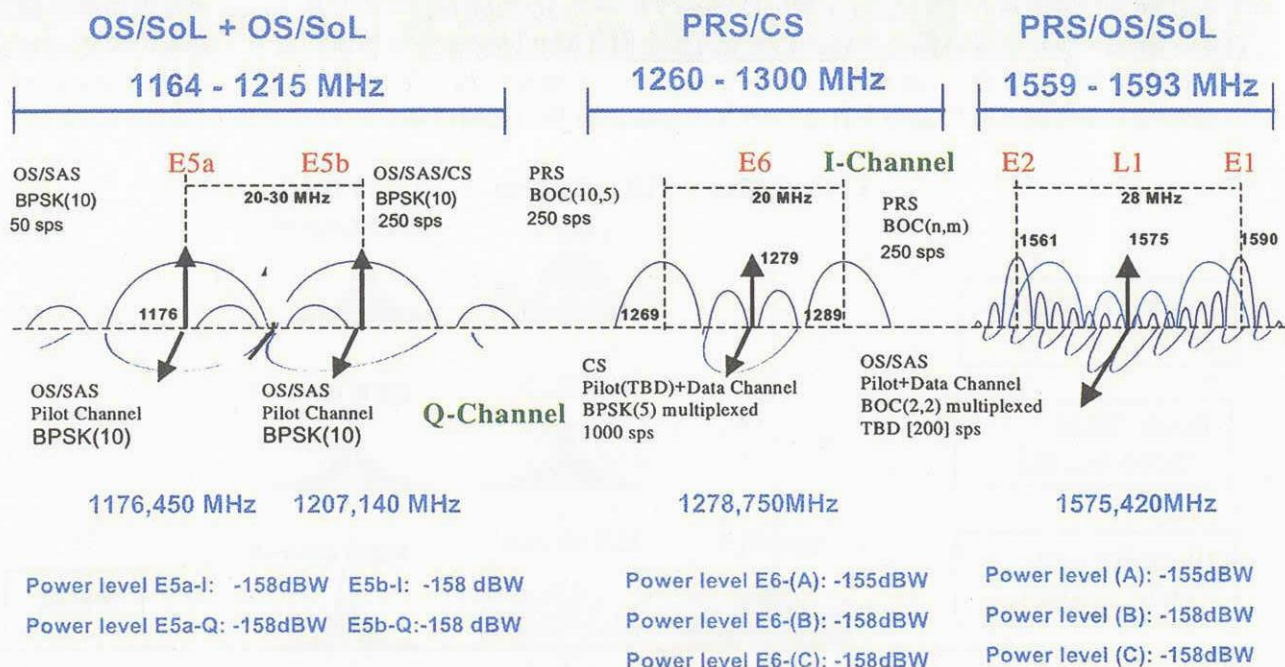 OS/SoL + OS/SoL
1164 - 1215 MHz
PRS/CS
1260 - 1300 MHz
PRS/OS/SoL
1559 - 1593 MHz
OS/SAS
BPSK(10)
50 sps
E5a
E5b
20-30 MHz
OS/SAS/CS
BPSK(10)
250 sps
PRS
BOC(10,5)
250 sps
E6
I-Channel
20 MHz
PRS
BOC(n,m)
250 sps
E2
L1
E1
28 MHz
1176
1269
1279
1289
1561
1575
1590
OS/SAS
Pilot Channel
BPSK(10)
OS/SAS
Pilot Channel
BPSK(10)
Q-Channel
CS
Pilot(TBD)+Data Channel
BPSK(5) multiplexed
1000 sps
OS/SAS
Pilot+Data Channel
BOC(2,2) multiplexed
TBD [200] sps
1176,450 MHz
1207,140 MHz
1278,750MHz
1575,420MHz
Power level E5a-I: -158dBW E5b-I: -158 dBW
Power level E5a-Q: -158dBW E5b-Q:-158 dBW
Power level E6-(A): -155dBW
Power level E6-(B): -158dBW
Power level E6-(C): -158dBW
Power level (A): -155dBW
Power level (B): -158dBW
Power level (C): -158dBW